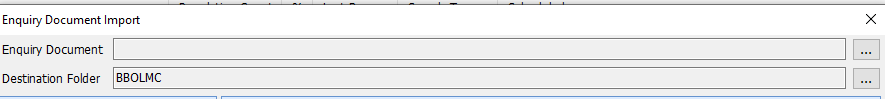 Enquiry Document Import
Enquiry Document ...
Destination Folder BBOLMC ...